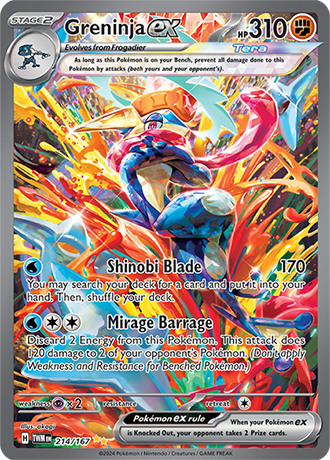 STAGE 2 Greninja ex HP 310
Evolves from Frogadier Tera
As long as this Pokémon is on your Bench, prevent all damage done to this
Pokémon by attacks (both yours and your opponent's).
Shinobi Blade 170
You may search your deck for a card and put it into
your hand. Then, shuffle your deck.
Mirage Barrage
Discard 2 Energy from this Pokémon. This attack does
120 damage to 2 of your opponent's Pokémon. (Don't apply
Weakness and Resistance for Benched Pokémon.)
weakness ×2 resistance retreat
illus. akagi
Pokémon ex rule
When your Pokémon ex
is Knocked Out, your opponent takes 2 Prize cards.
H TWM EN 214/167
©2024 Pokémon / Nintendo / Creatures / GAME FREAK